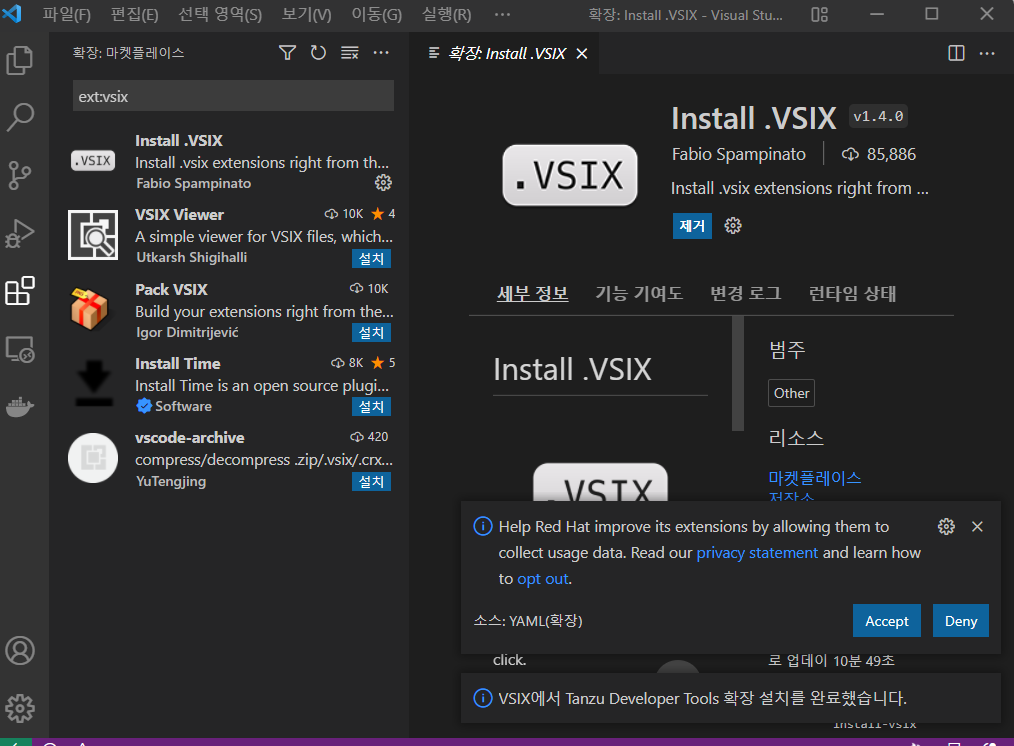 파일(F) 편집(E) 선택 영역(S) 보기(V) 이동(G) 실행(R) ··· 확장: Install .VSIX - Visual Stu...
확장: 마켓플레이스
ext:vsix
.VSIX
Install .VSIX
Install .vsix extensions right from th...
Fabio Spampinato
VSIX Viewer 10K ★ 4
A simple viewer for VSIX files, which...
Utkarsh Shigihalli 설치
Pack VSIX 10K
Build your extensions right from the...
Igor Dimitrijević 설치
Install Time 8K ★ 5
Install Time is an open source plugi...
Software 설치
vscode-archive 420
compress/decompress .zip/.vsix/.crx...
YuTengjing 설치
확장: Install .VSIX
.VSIX
Install .VSIX v1.4.0
Fabio Spampinato 85,886
Install .vsix extensions right from ...
제거
세부 정보 기능 기여도 변경 로그 런타임 상태
Install .VSIX
.VSIX
범주
Other
리소스
마켓플레이스
저장소
Help Red Hat improve its extensions by allowing them to
collect usage data. Read our privacy statement and learn how
to opt out.
소스: YAML(확장)
Accept Deny
click.
로 업데이 10분 49초
VSIX에서 Tanzu Developer Tools 확장 설치를 완료했습니다.
install-vsix